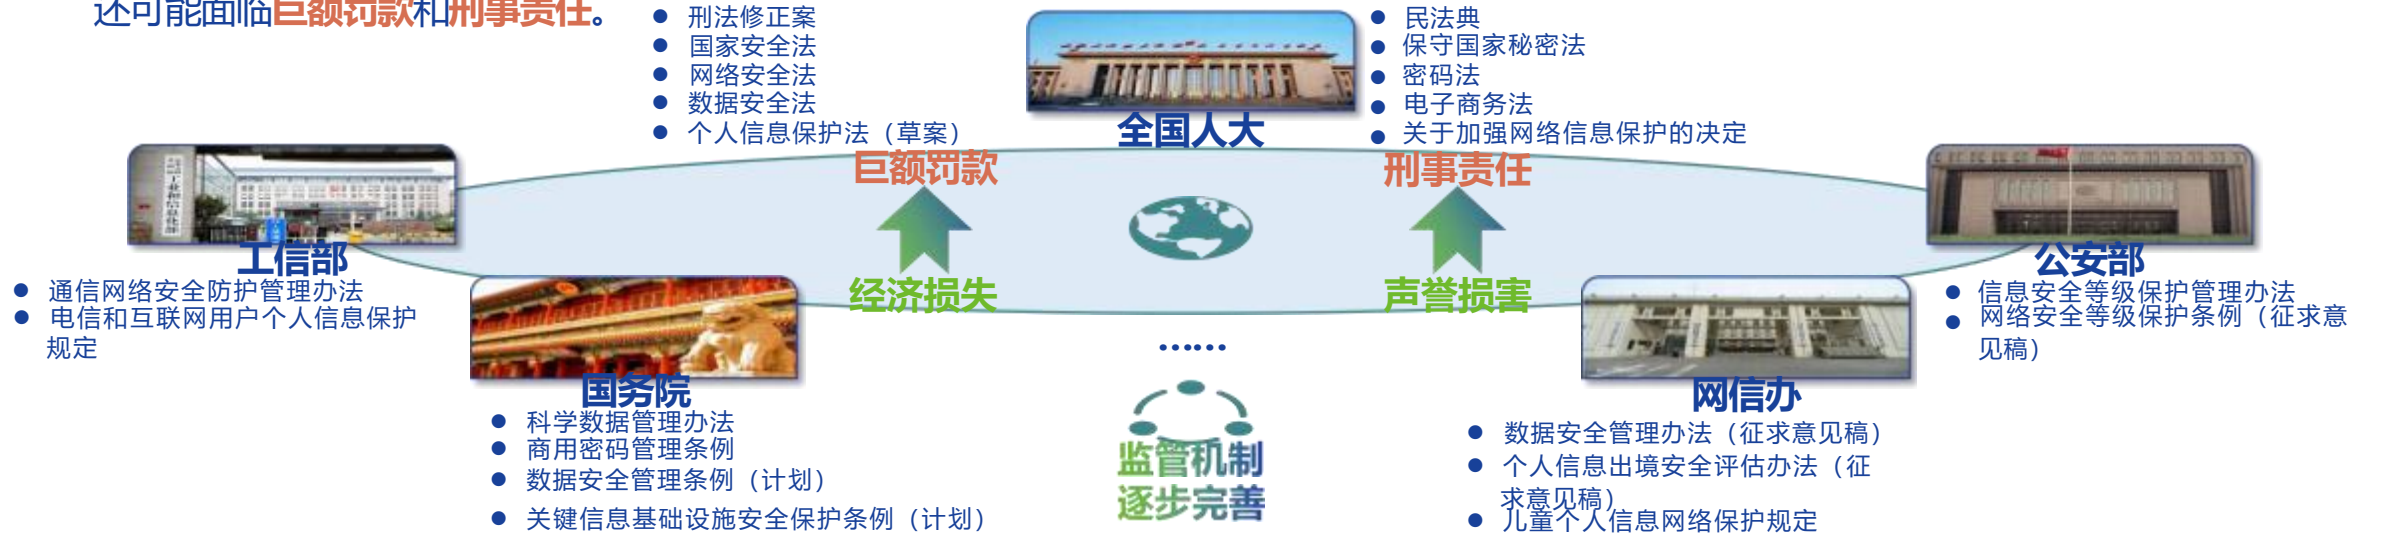 还可能面临巨额罚款和刑事责任。
刑法修正案
国家安全法
网络安全法
数据安全法
个人信息保护法（草案）
全国人大
民法典
保守国家秘密法
密码法
电子商务法
关于加强网络信息保护的决定
巨额罚款
刑事责任
工业和信息化部
工信部
通信网络安全防护管理办法
电信和互联网用户个人信息保护
规定
经济损失
声誉损害
公安部
信息安全等级保护管理办法
网络安全等级保护条例（征求意
见稿）
……
国务院
科学数据管理办法
商用密码管理条例
数据安全管理条例（计划）
关键信息基础设施安全保护条例（计划）
监管机制
逐步完善
网信办
数据安全管理办法（征求意见稿）
个人信息出境安全评估办法（征
求意见稿）
儿童个人信息网络保护规定